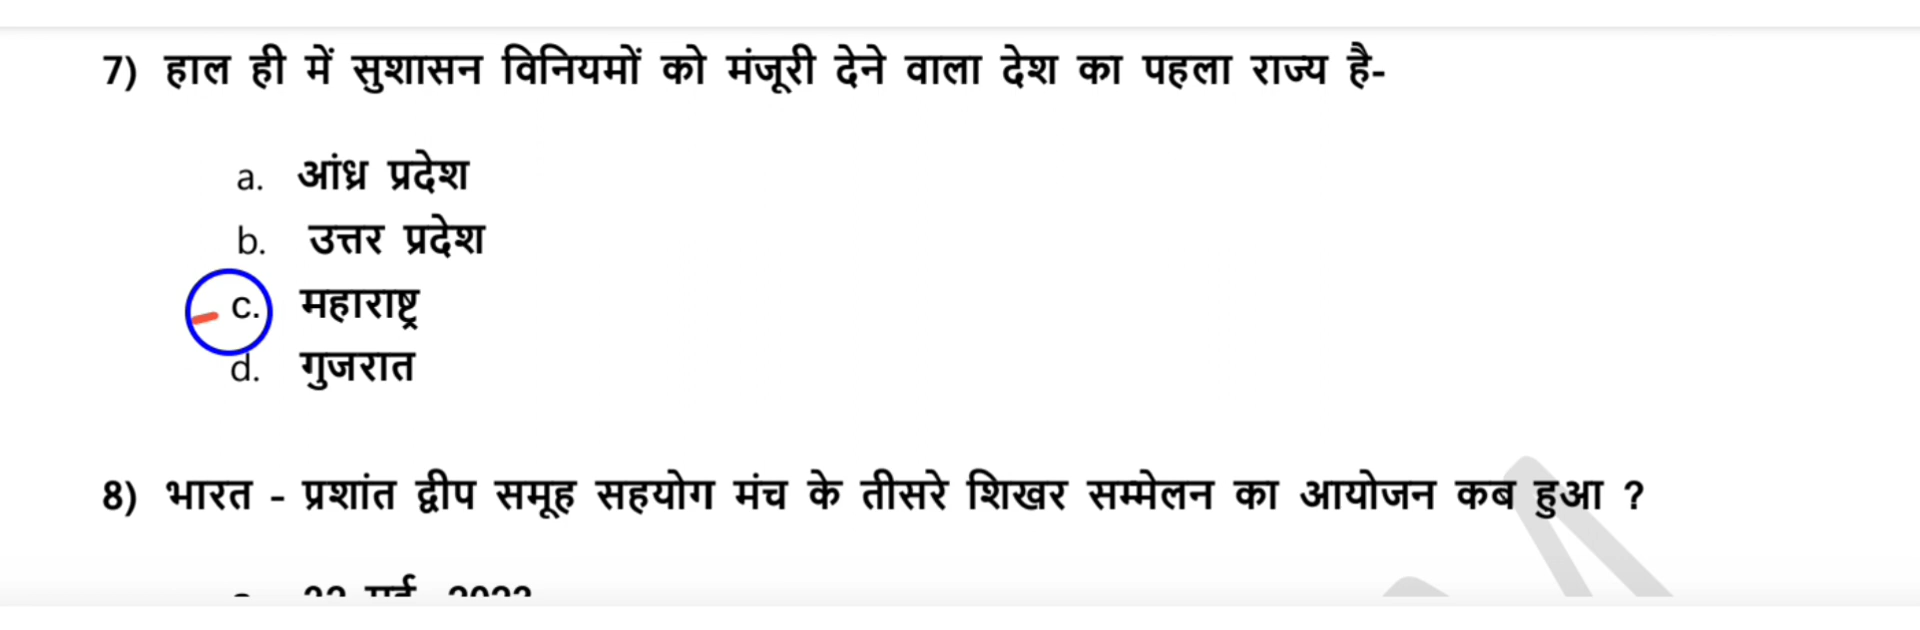 7) हाल ही में सुशासन विनियमों को मंजूरी देने वाला देश का पहला राज्य है-
a. आंध्र प्रदेश
b. उत्तर प्रदेश
c. महाराष्ट्र
d. गुजरात
8) भारत - प्रशांत द्वीप समूह सहयोग मंच के तीसरे शिखर सम्मेलन का आयोजन कब हुआ ?